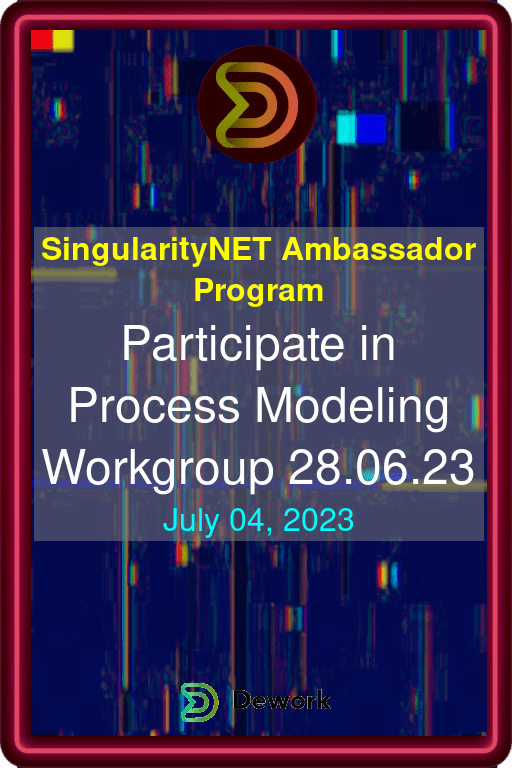 SingularityNET Ambassador
Program
Participate in
Process Modeling
Workgroup 28.06.23
July 04, 2023
Dework